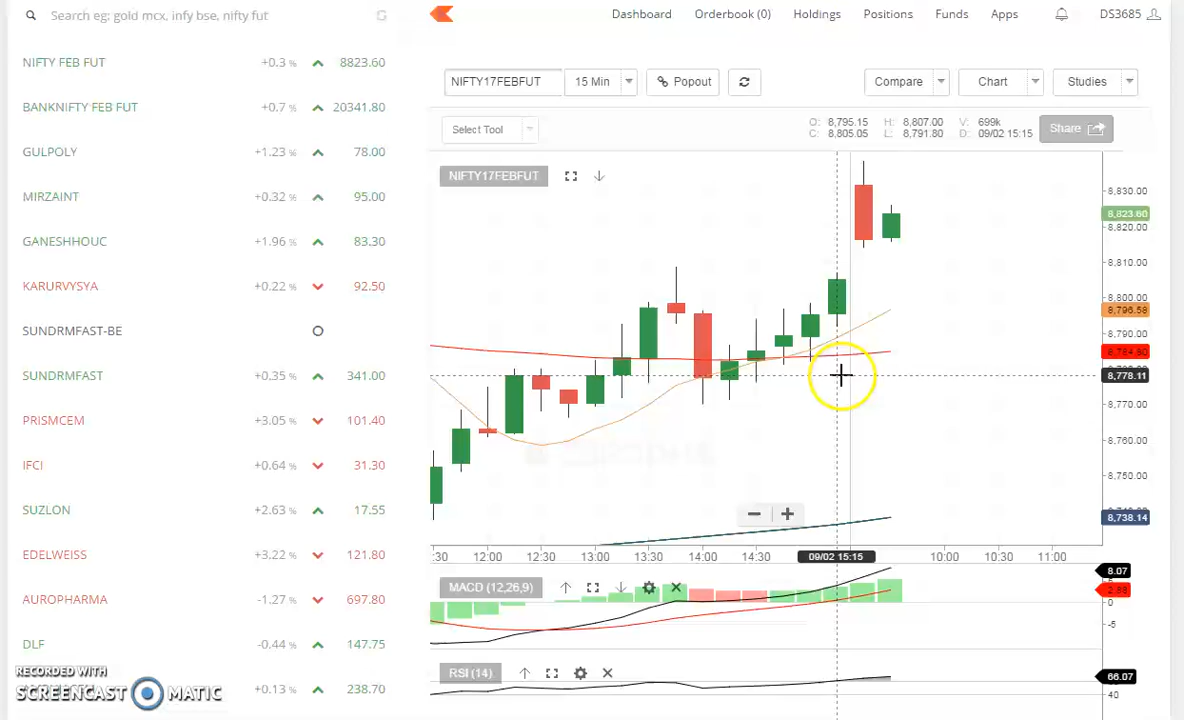 Search eg: gold mcx, infy bse, nifty fut
Dashboard Orderbook (0) Holdings Positions Funds Apps DS3685
NIFTY FEB FUT +0.3 % 8823.60
BANKNIFTY FEB FUT +0.7 % 20341.80
GULPOLY +1.23 % 78.00
MIRZAINT +0.32 % 95.00
GANESHHOUC +1.96 % 83.30
KARURVYSYA +0.22 % 92.50
SUNDRMFAST-BE
SUNDRMFAST +0.35 % 341.00
PRISMCEM +3.05 % 101.40
IFCI +0.64 % 31.30
SUZLON +2.63 % 17.55
EDELWEISS +3.22 % 121.80
AUROPHARMA -1.27 % 697.80
DLF -0.44 % 147.75
+0.13 % 238.70
RECORDED WITH
SCREENCAST MATIC
NIFTY17FEBFUT 15 Min Popout Compare Chart Studies
Select Tool
O: 8,795.15 H: 8,807.00 V: 699k
C: 8,805.05 L: 8,791.80 D: 09/02 15:15
Share
NIFTY17FEBFUT
8,830.00
8,823.60
8,820.00
8,810.00
8,800.00
8,796.58
8,790.00
8,778.11
8,770.00
8,760.00
8,750.00
8,738.14
:30 12:00 12:30 13:00 13:30 14:00 14:30 09/02 15:15 10:00 10:30 11:00
MACD (12,26,9)
8.07
0
-5
RSI (14)
66.07
40